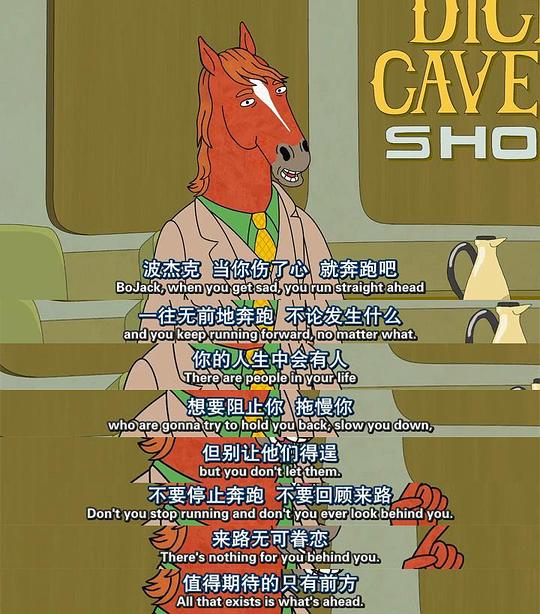 DIC
CAVE
SHO
波杰克 当你伤了心 就奔跑吧
BoJack, when you get sad, you run straight ahead
一往无前地奔跑 不论发生什么
and you keep running forward, no matter what.
你的人生中会有人
There are people in your life
想要阻止你 拖慢你
who are gonna try to hold you back, slow you down,
但别让他们得逞
but you don't let them.
不要停止奔跑 不要回顾来路
Don't you stop running and don't you ever look behind you.
来路无可眷恋
There's nothing for you behind you.
值得期待的只有前方
All that exists is what's ahead.